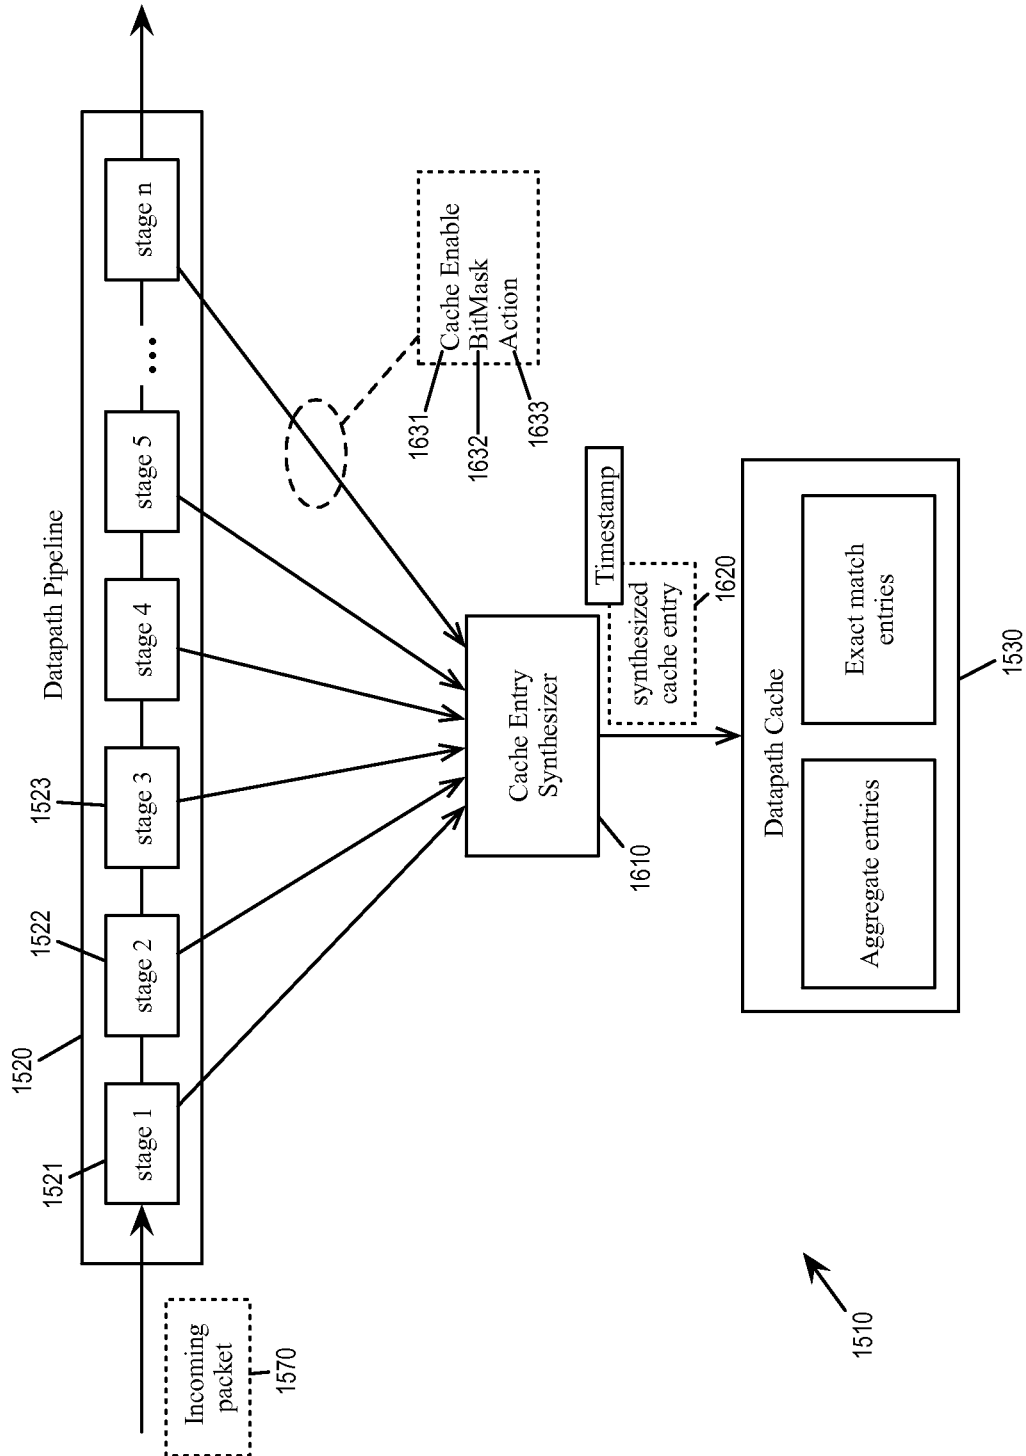 1520
Datapath Pipeline
1521
1522
1523
stage 1
stage 2
stage 3
stage 4
stage 5
...
stage n
Incoming
packet
1570
1631
Cache Enable
1632
BitMask
1633
Action
Cache Entry
Synthesizer
1610
Timestamp
synthesized
cache entry
1620
Datapath Cache
Aggregate entries
Exact match
entries
1530
1510